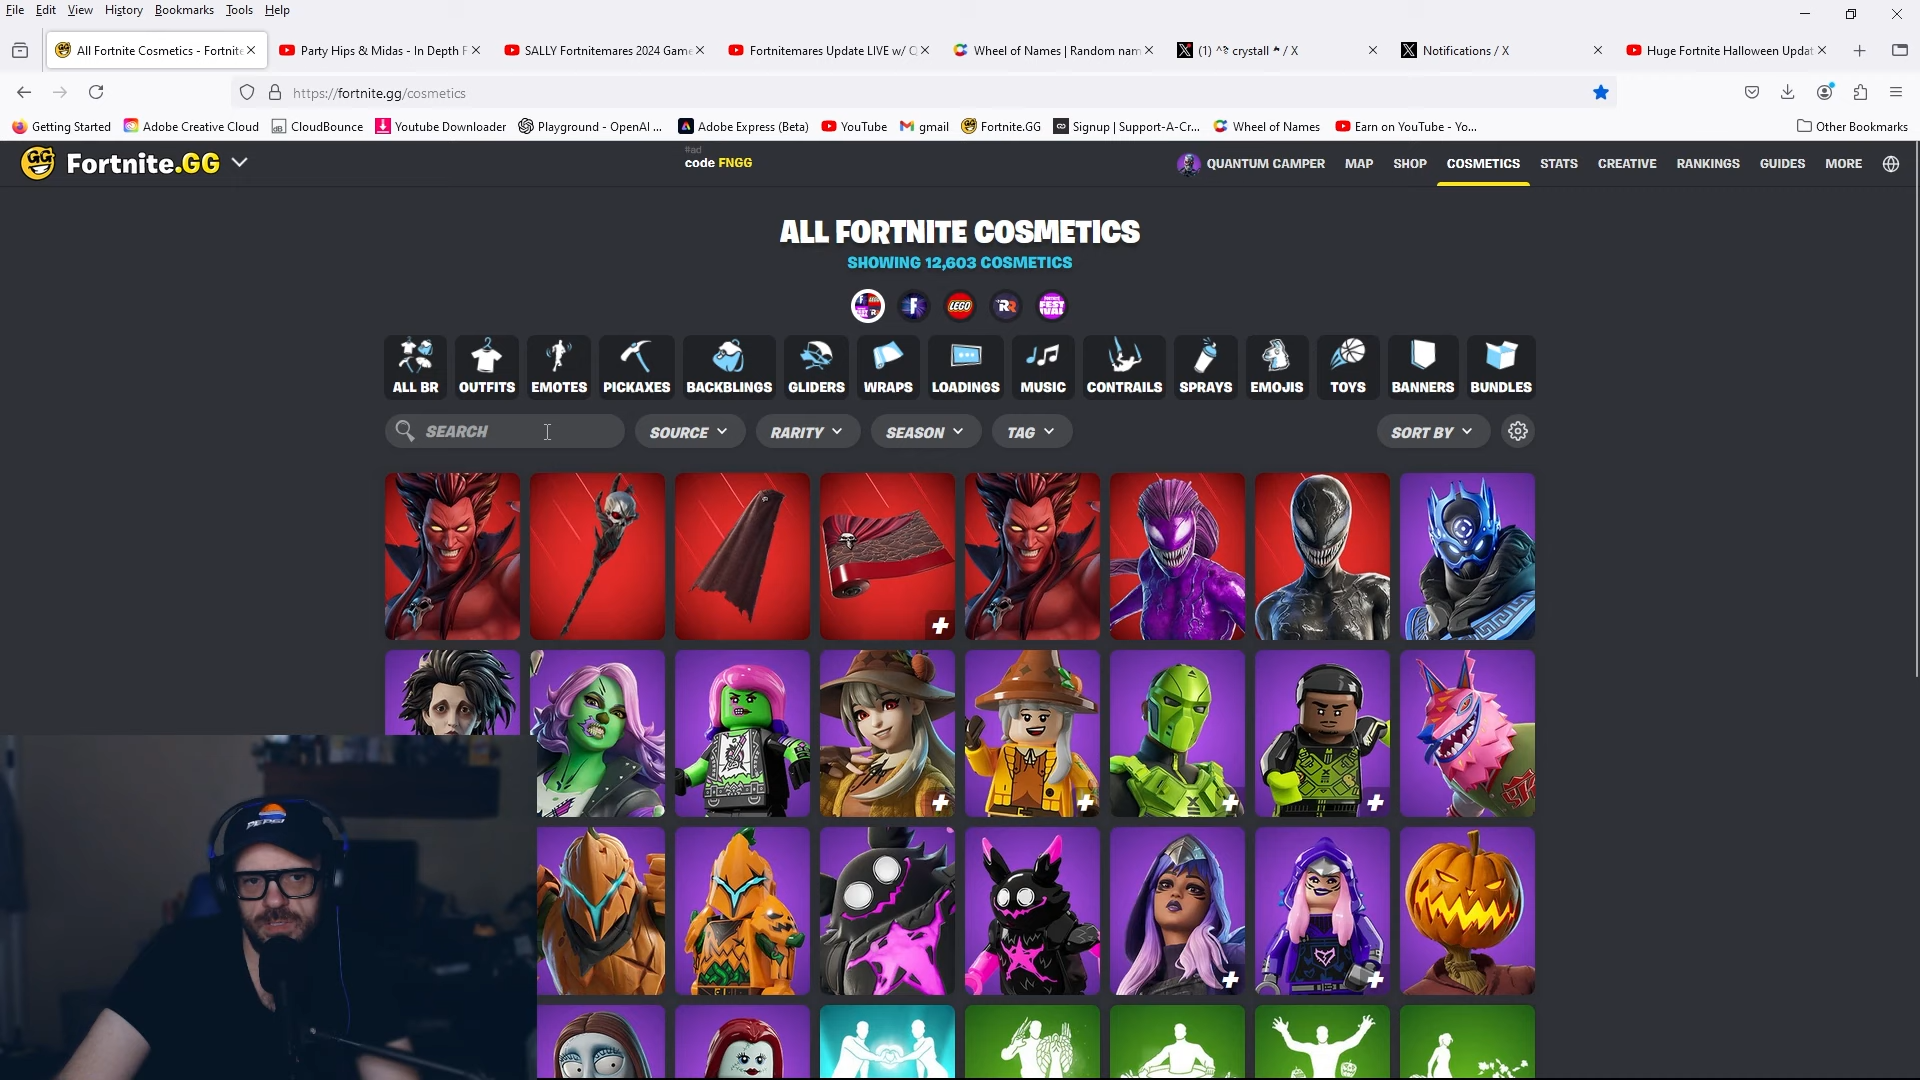 File Edit View History Bookmarks Tools Help
All Fortnite Cosmetics - Fortnite
Party Hips & Midas - In Depth F
SALLY Fortnitemares 2024 Game
Fortnitemares Update LIVE w/
Wheel of Names | Random nam
(1) ^? crystall / X
Notifications / X
Huge Fortnite Halloween Updat
https://fortnite.gg/cosmetics
Getting Started
Adobe Creative Cloud
CloudBounce
Youtube Downloader
Playground - OpenAI ...
Adobe Express (Beta)
YouTube
gmail
Fortnite.GG
Signup | Support-A-Cr...
Wheel of Names
Earn on YouTube - Yo...
Other Bookmarks
GG Fortnite.GG
#ad
code FNGG
QUANTUM CAMPER MAP SHOP COSMETICS STATS CREATIVE RANKINGS GUIDES MORE
ALL FORTNITE COSMETICS
SHOWING 12,603 COSMETICS
F LEGO RR FESTIVAL
ALL BR OUTFITS EMOTES PICKAXES BACKBLINGS GLIDERS WRAPS LOADINGS MUSIC CONTRAILS SPRAYS EMOJIS TOYS BANNERS BUNDLES
SEARCH SOURCE RARITY SEASON TAG SORT BY
PEPSI